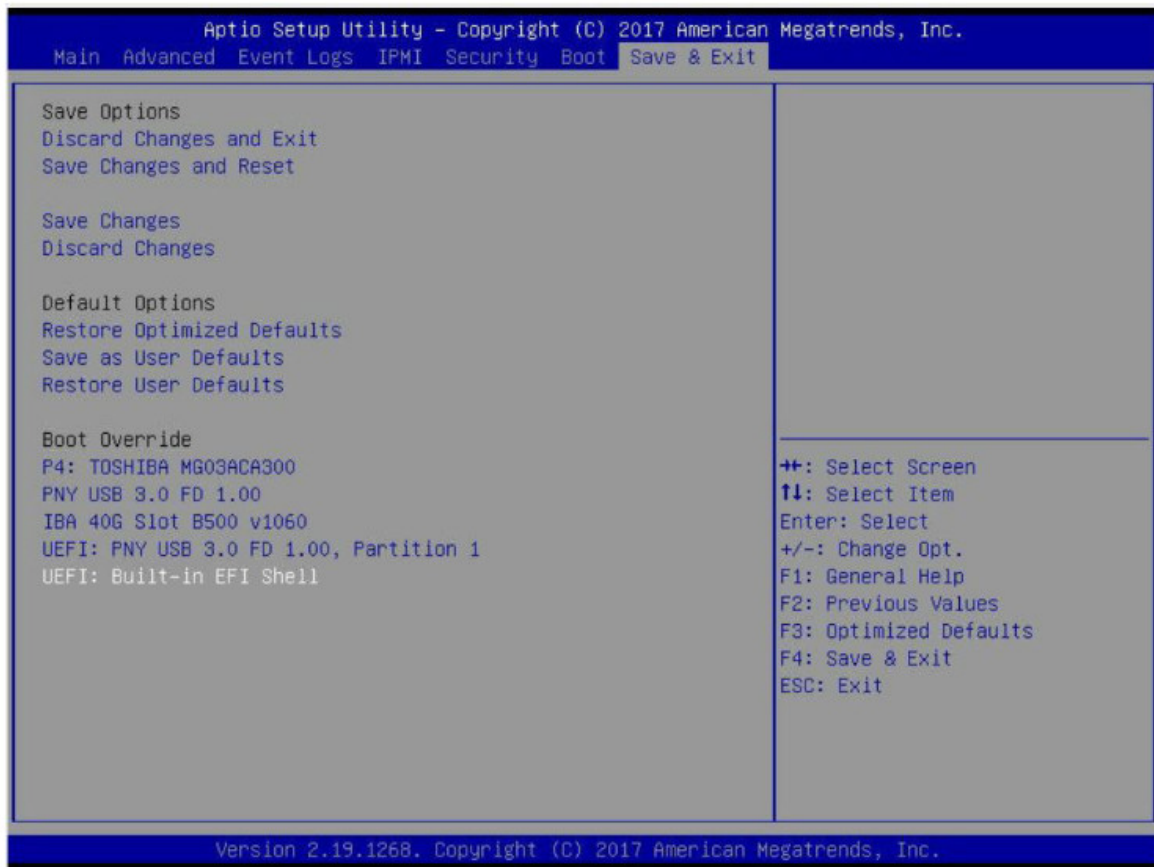 Aptio Setup Utility – Copyright (C) 2017 American Megatrends, Inc.
Main Advanced Event Logs IPMI Security Boot Save & Exit
Save Options
Discard Changes and Exit
Save Changes and Reset
Save Changes
Discard Changes
Default Options
Restore Optimized Defaults
Save as User Defaults
Restore User Defaults
Boot Override
P4: TOSHIBA MG03ACA300
PNY USB 3.0 FD 1.00
IBA 40G Slot B500 v1060
UEFI: PNY USB 3.0 FD 1.00, Partition 1
UEFI: Built-in EFI Shell
→←: Select Screen
↑↓: Select Item
Enter: Select
+/-: Change Opt.
F1: General Help
F2: Previous Values
F3: Optimized Defaults
F4: Save & Exit
ESC: Exit
Version 2.19.1268. Copyright (C) 2017 American Megatrends, Inc.